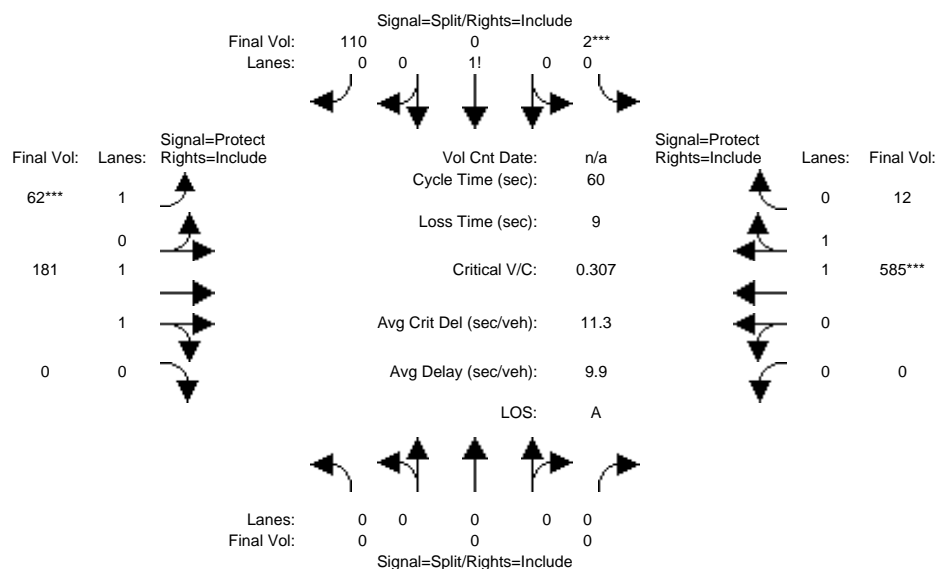 Signal=Split/Rights=Include
Final Vol: 110 0 2***
Lanes: 0 0 1! 0 0
Signal=Protect
Final Vol: Lanes: Rights=Include
Vol Cnt Date: n/a
Signal=Protect
Rights=Include Lanes: Final Vol:
Cycle Time (sec): 60
62*** 1
0 12
Loss Time (sec): 9
0
1
181 1
Critical V/C: 0.307
1 585***
1
Avg Crit Del (sec/veh): 11.3
0
0 0
Avg Delay (sec/veh): 9.9
0 0
LOS: A
Lanes: 0 0 0 0 0
Final Vol: 0 0 0
Signal=Split/Rights=Include